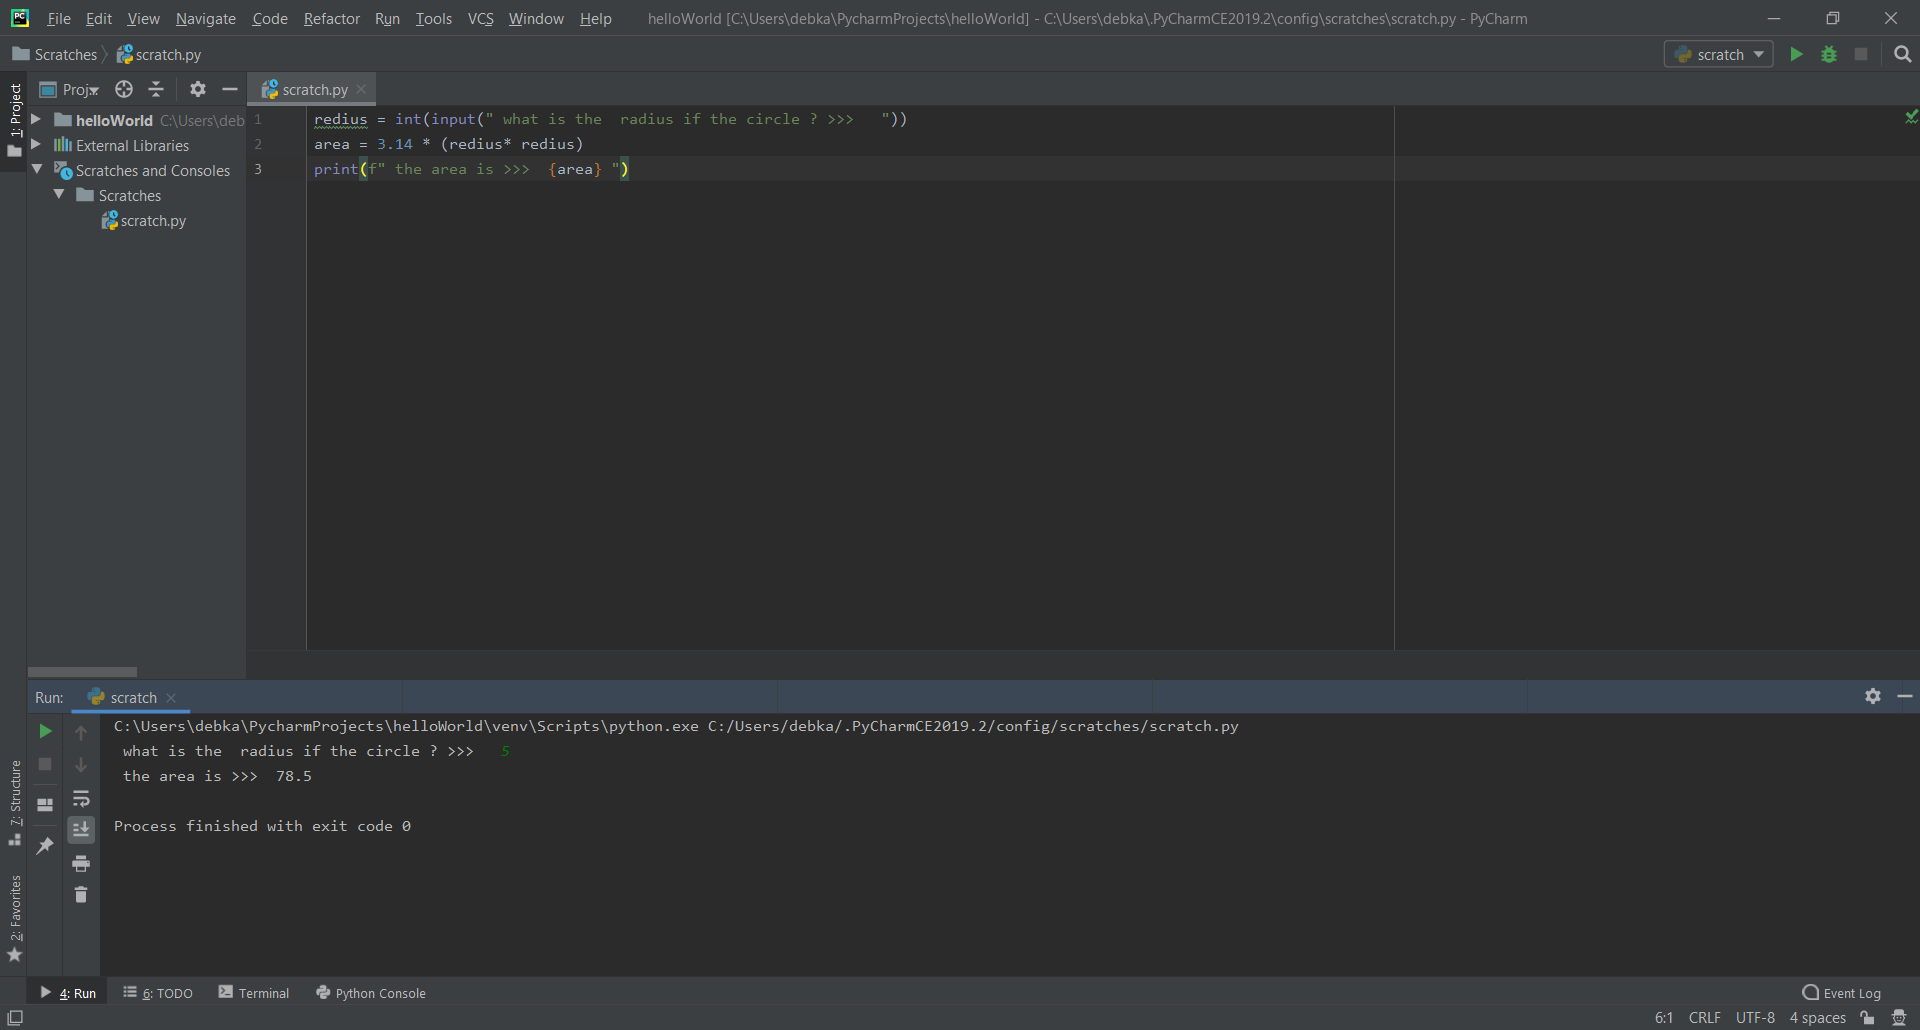 PC File Edit View Navigate Code Refactor Run Tools VCS Window Help helloWorld [C:\Users\debka\PycharmProjects\helloWorld] - C:\Users\debka\.PyCharmCE2019.2\config\scratches\scratch.py - PyCharm
Scratches scratch.py scratch
1: Project
Proj scratch.py
helloWorld C:\Users\deb
External Libraries
Scratches and Consoles
Scratches
scratch.py
1 redius = int(input(" what is the  radius if the circle ? >>>   "))
2 area = 3.14 * (redius* redius)
3 print(f" the area is >>>  {area} ")
Run: scratch
C:\Users\debka\PycharmProjects\helloWorld\venv\Scripts\python.exe C:/Users/debka/.PyCharmCE2019.2/config/scratches/scratch.py
 what is the  radius if the circle ? >>>   5
 the area is >>>  78.5
Process finished with exit code 0
7: Structure
2: Favorites
4: Run 6: TODO Terminal Python Console Event Log
6:1 CRLF UTF-8 4 spaces